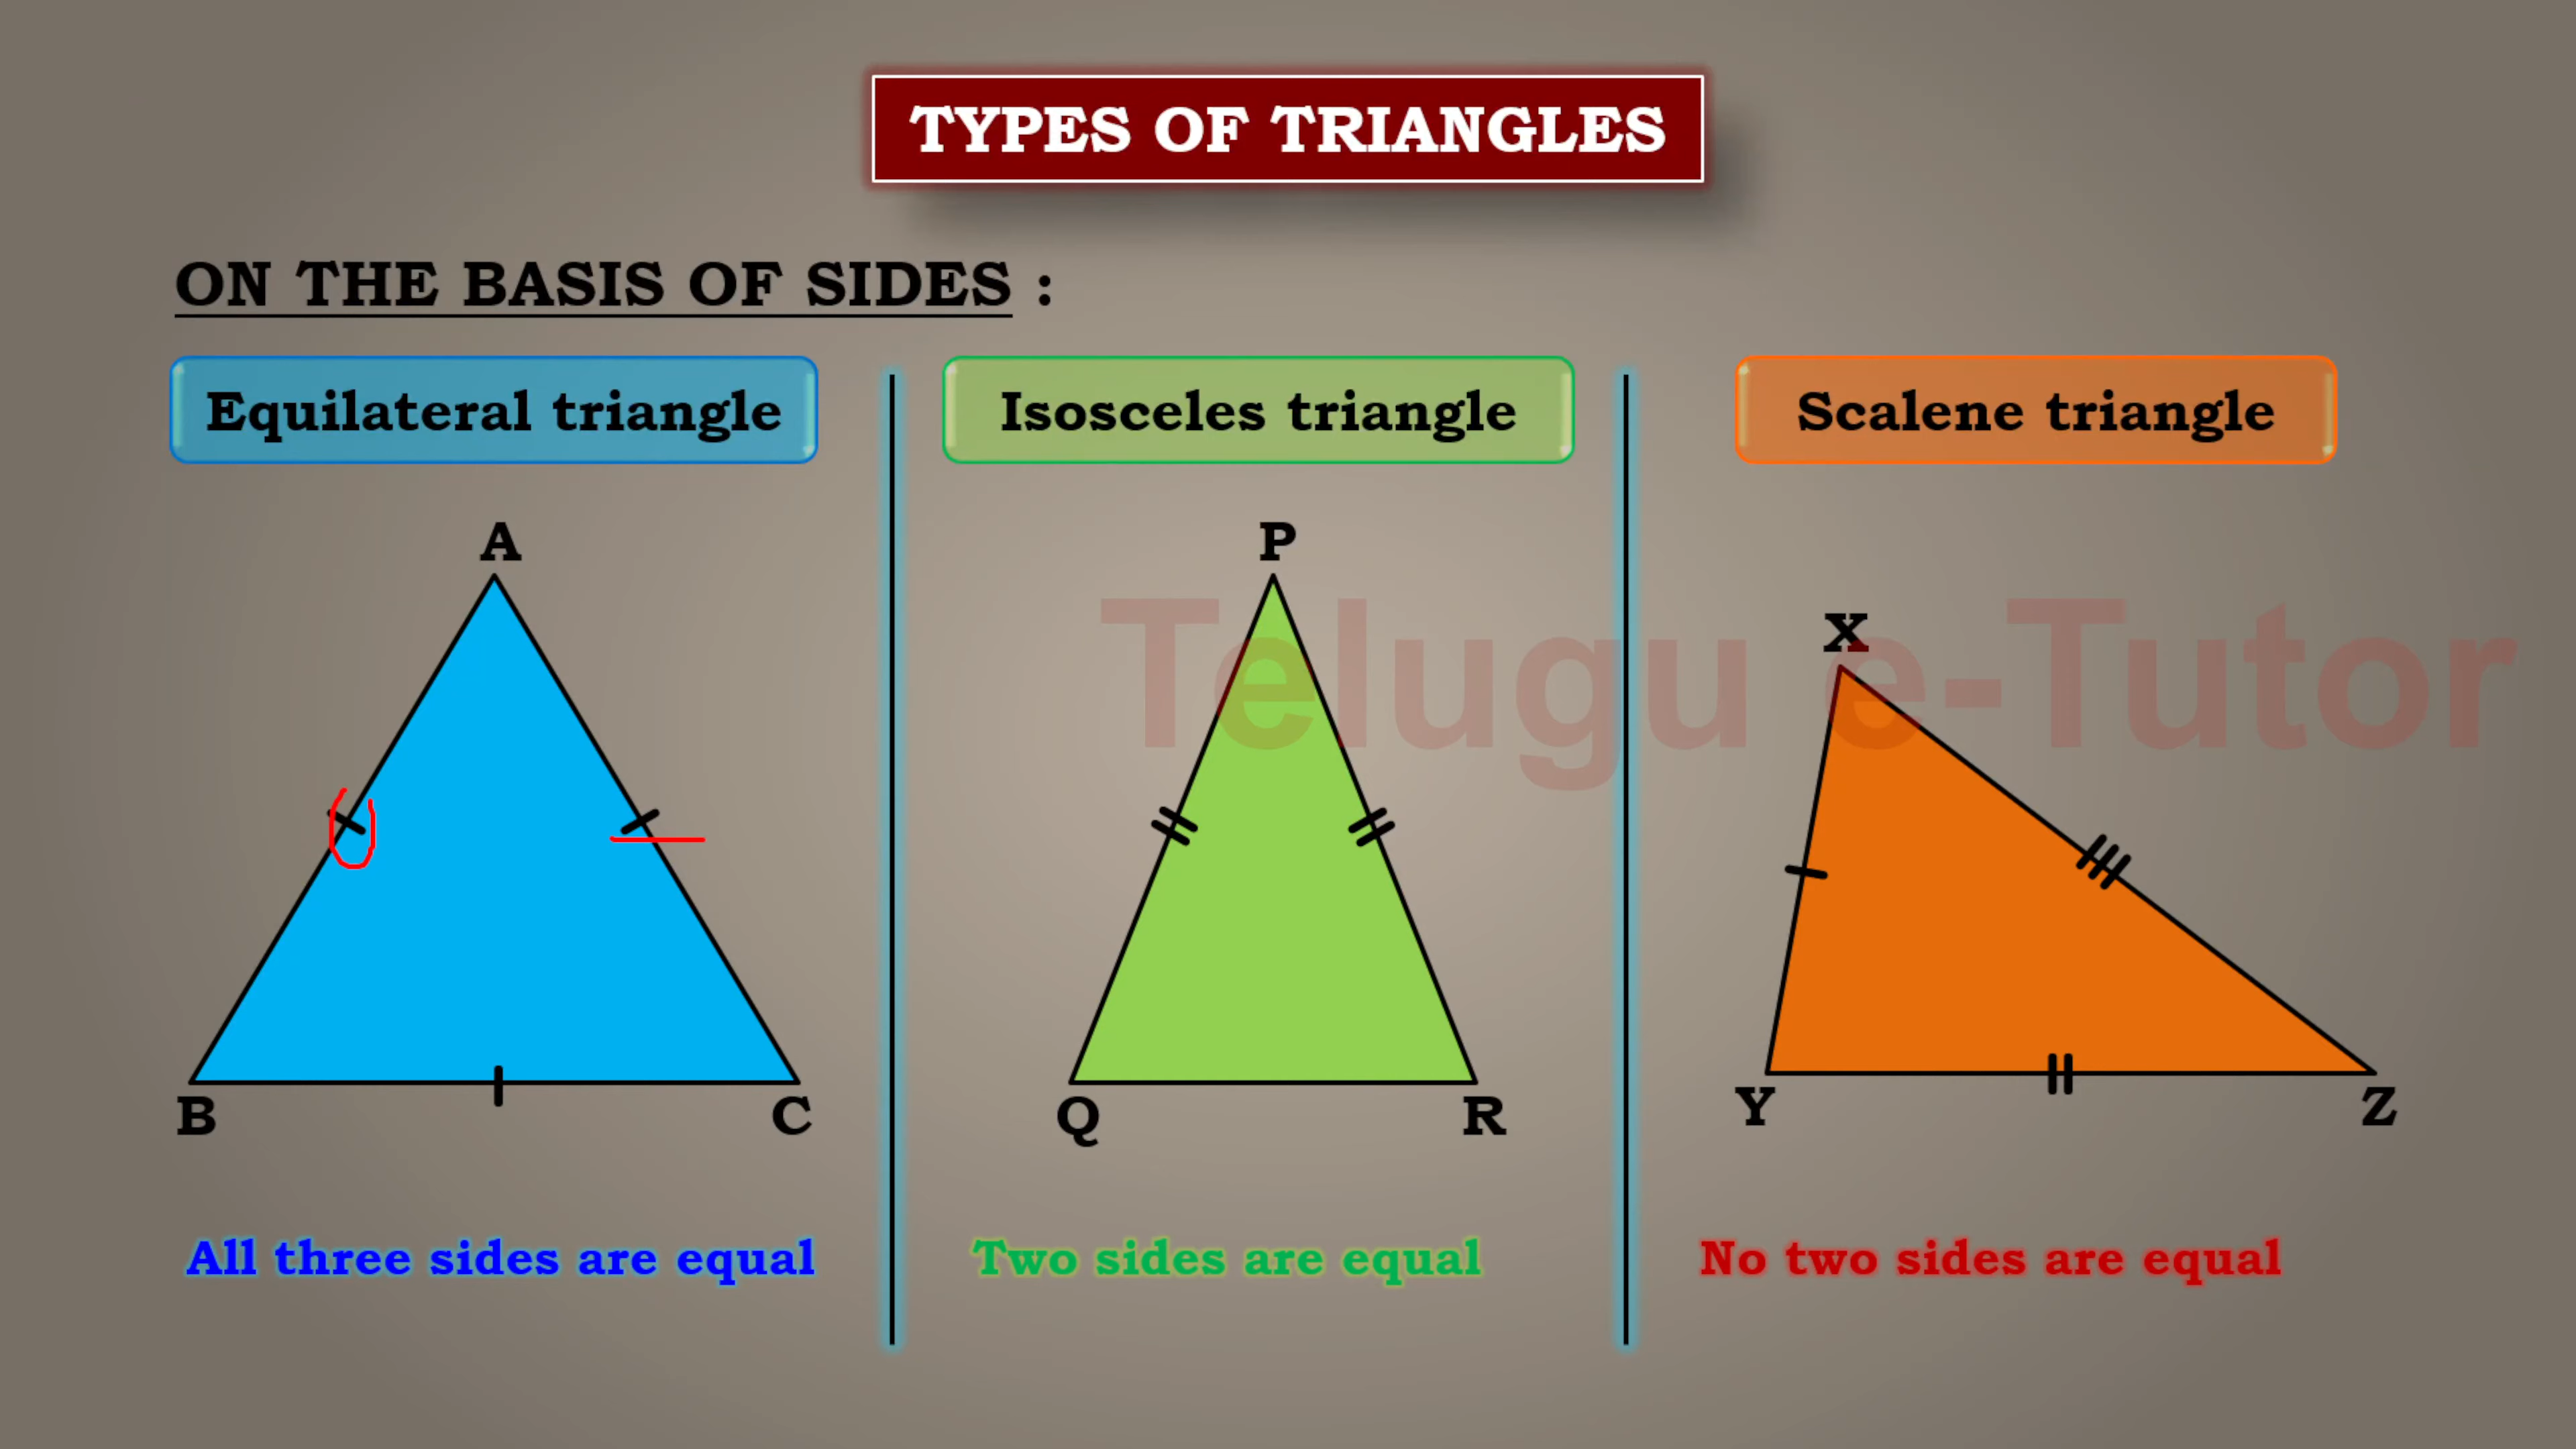 TYPES OF TRIANGLES
ON THE BASIS OF SIDES :
Equilateral triangle
Isosceles triangle
Scalene triangle
A
P
X
Telugu e-Tutor
B
C
Q
R
Y
Z
All three sides are equal
Two sides are equal
No two sides are equal